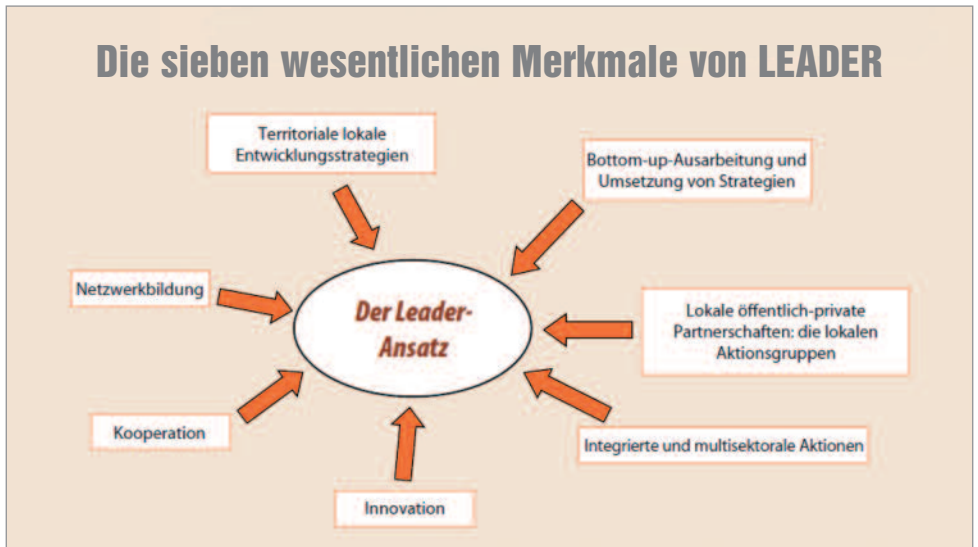 Die sieben wesentlichen Merkmale von LEADER
Territoriale lokale
Entwicklungsstrategien
Bottom-up-Ausarbeitung und
Umsetzung von Strategien
Netzwerkbildung
Der Leader-
Ansatz
Lokale öffentlich-private
Partnerschaften: die lokalen
Aktionsgruppen
Kooperation
Integrierte und multisektorale Aktionen
Innovation